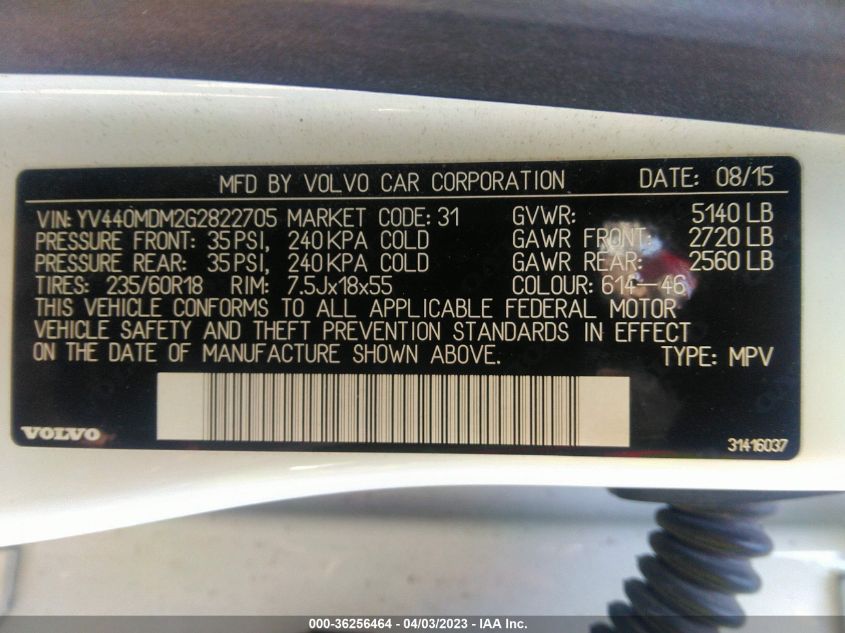 MFD BY VOLVO CAR CORPORATION DATE: 08/15
VIN: YV440MDM2G2822705 MARKET CODE: 31 GVWR: 5140 LB
PRESSURE FRONT: 35 PSI, 240 KPA COLD GAWR FRONT: 2720 LB
PRESSURE REAR: 35 PSI, 240 KPA COLD GAWR REAR: 2560 LB
TIRES: 235/60R18 RIM: 7.5Jx18x55 COLOUR: 614-46
THIS VEHICLE CONFORMS TO ALL APPLICABLE FEDERAL MOTOR
VEHICLE SAFETY AND THEFT PREVENTION STANDARDS IN EFFECT
ON THE DATE OF MANUFACTURE SHOWN ABOVE. TYPE: MPV
VOLVO
31416037
000-36256464 - 04/03/2023 - IAA Inc.